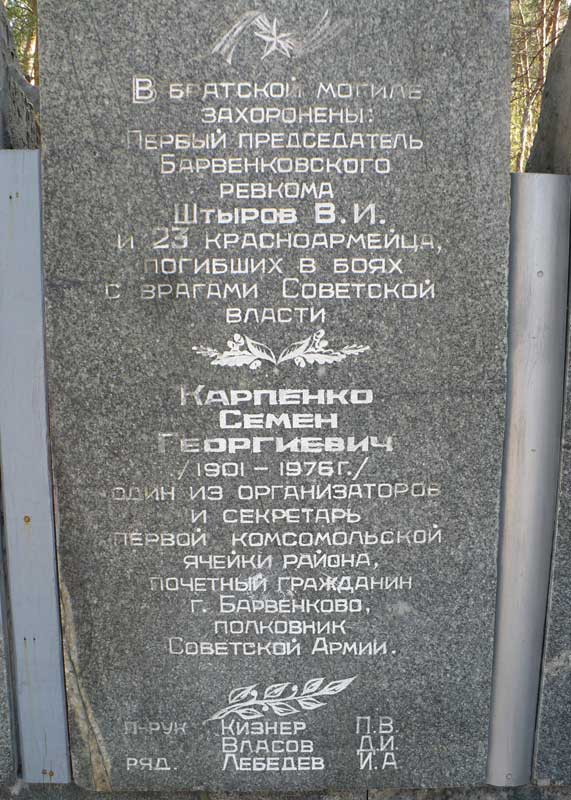 В братской могиле
захоронены:
Первый председатель
Барвенковского
ревкома
Штыров В.И.
и 23 красноармейца,
погибших в боях
с врагами Советской
власти
Карпенко
Семен
Георгиевич
/1901 – 1976г./
один из организаторов
и секретарь
первой комсомольской
ячейки района,
почетный гражданин
г. Барвенково,
полковник
Советской Армии.
п-рук Кизнер П.В.
Власов Д.И.
ряд. Лебедев И.А.